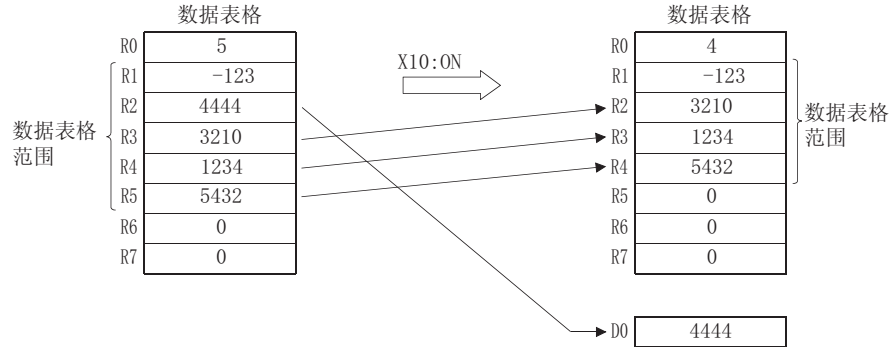 数据表格
数据表格
R0 5
R0 4
R1 -123
X10:ON
R1 -123
R2 4444
R2 3210
数据表格
范围
R3 3210
R3 1234
数据表格
范围
R4 1234
R4 5432
R5 5432
R5 0
R6 0
R6 0
R7 0
R7 0
D0 4444